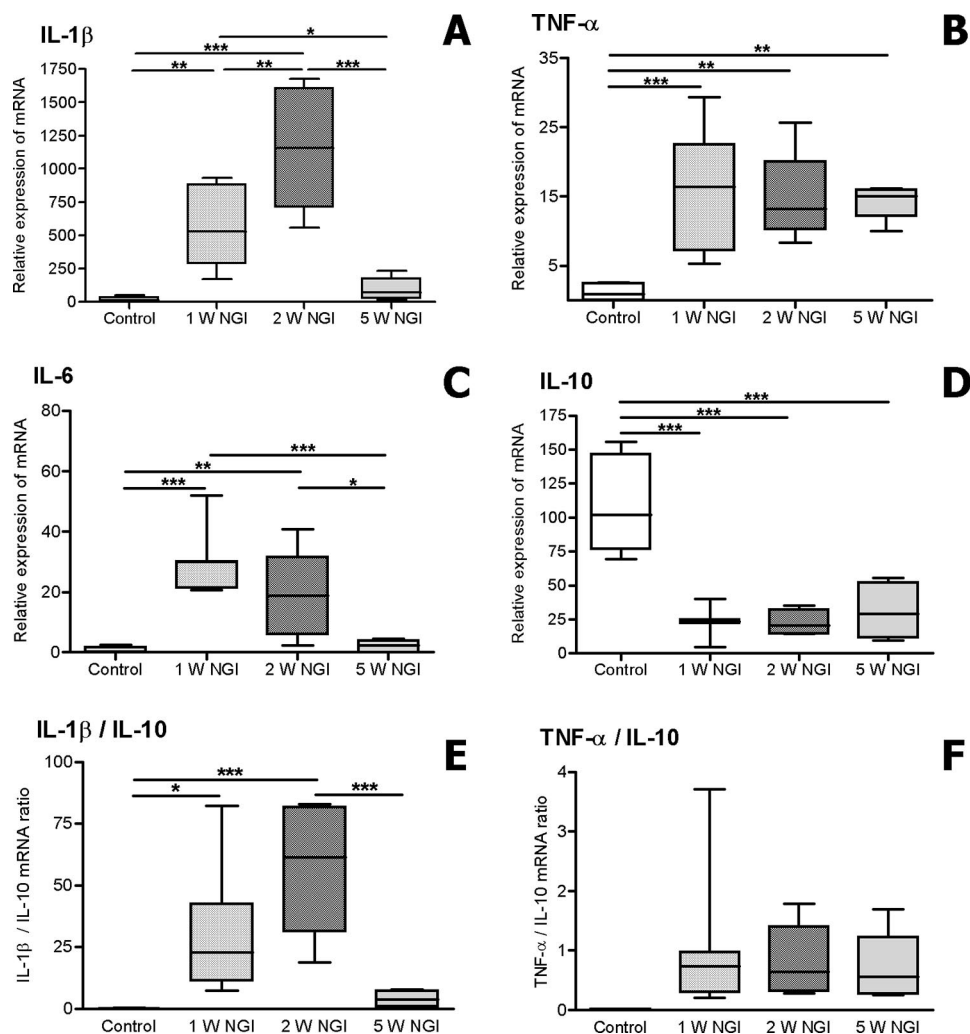 IL-1β
A
Relative expression of mRNA
1750
1500
1250
1000
750
500
250
0
*
***
**
**
***
Control
1 W NGI
2 W NGI
5 W NGI
TNF-α
B
Relative expression of mRNA
35
25
15
5
**
**
***
Control
1 W NGI
2 W NGI
5 W NGI
IL-6
C
Relative expression of mRNA
80
60
40
20
0
***
**
***
*
Control
1 W NGI
2 W NGI
5 W NGI
IL-10
D
Relative expression of mRNA
175
150
125
100
75
50
25
0
***
***
***
Control
1 W NGI
2 W NGI
5 W NGI
IL-1β / IL-10
E
IL-1β / IL-10 mRNA ratio
100
75
50
25
0
***
*
***
Control
1 W NGI
2 W NGI
5 W NGI
TNF-α / IL-10
F
TNF-α / IL-10 mRNA ratio
4
3
2
1
0
Control
1 W NGI
2 W NGI
5 W NGI